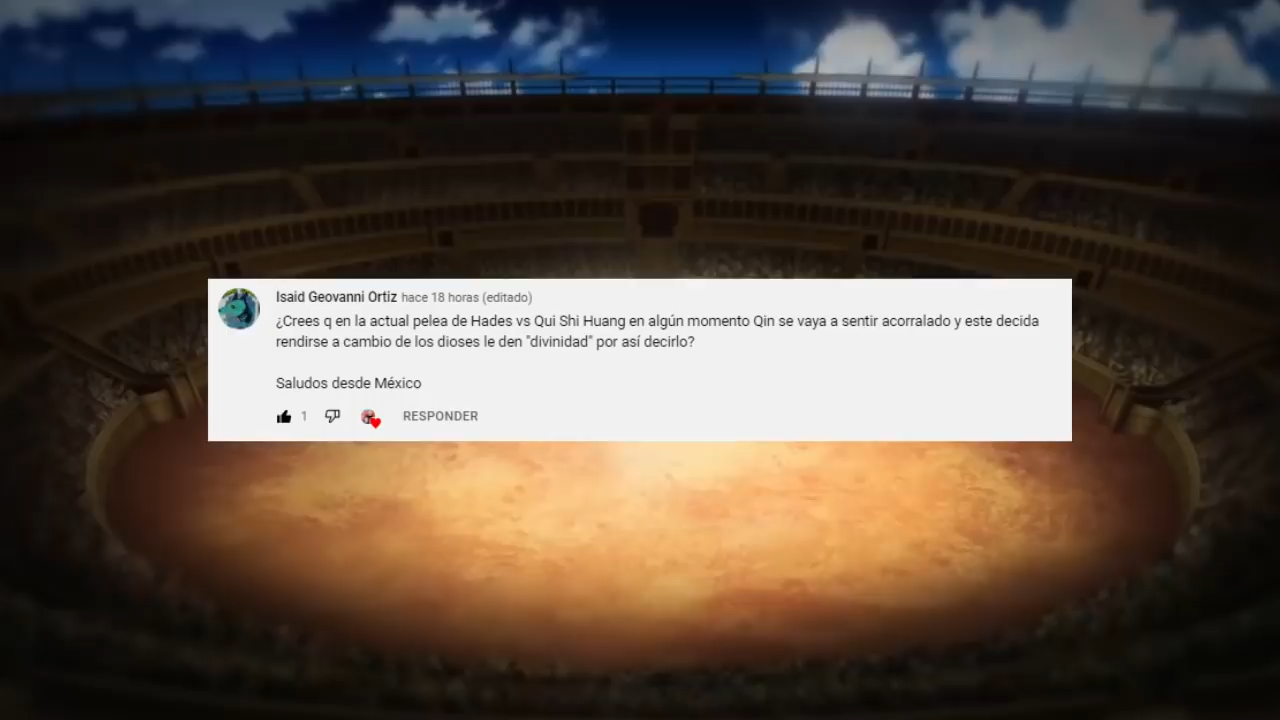 Isaid Geovanni Ortiz hace 18 horas (editado)
¿Crees q en la actual pelea de Hades vs Qui Shi Huang en algún momento Qin se vaya a sentir acorralado y este decida
rendirse a cambio de los dioses le den "divinidad" por así decirlo?
Saludos desde México
1 RESPONDER